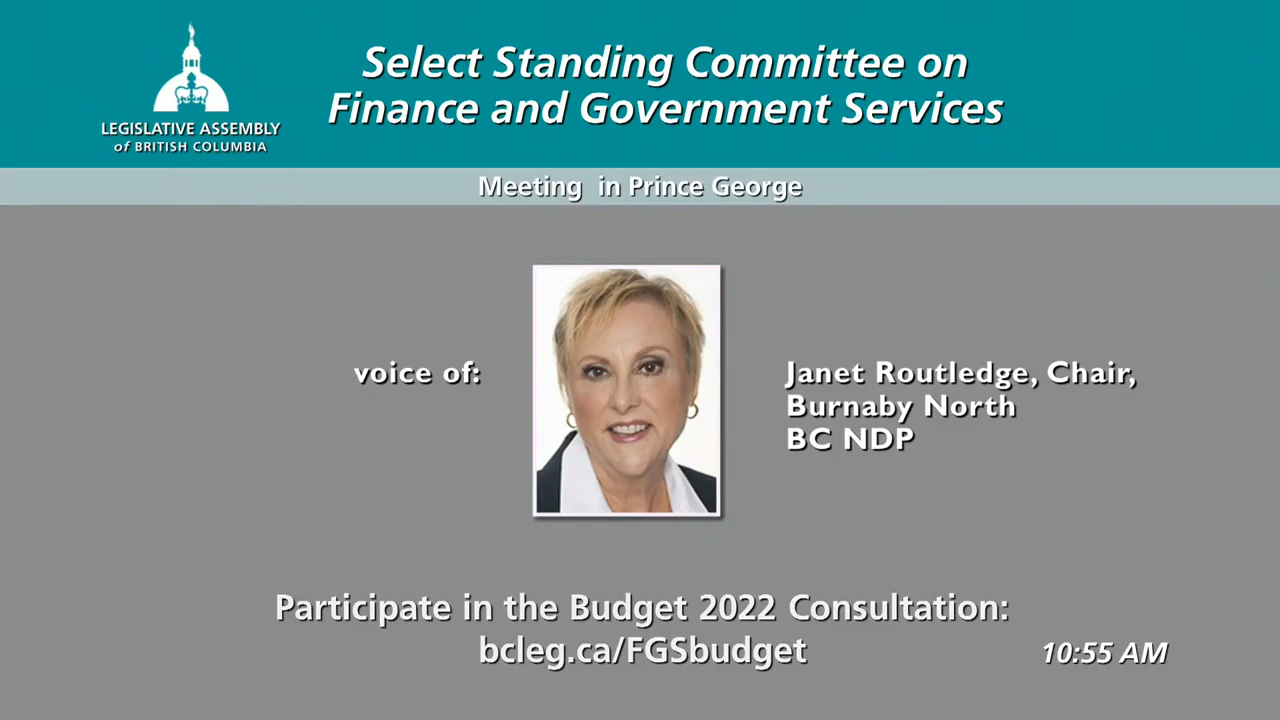 Select Standing Committee on
Finance and Government Services
LEGISLATIVE ASSEMBLY
of BRITISH COLUMBIA
Meeting in Prince George
voice of:
Janet Routledge, Chair,
Burnaby North
BC NDP
Participate in the Budget 2022 Consultation:
bcleg.ca/FGSbudget
10:55 AM